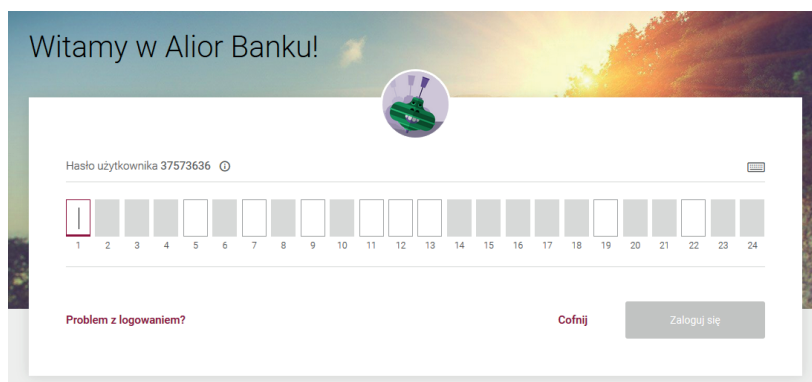 Witamy w Alior Banku!
Hasło użytkownika 37573636
1 2 3 4 5 6 7 8 9 10 11 12 13 14 15 16 17 18 19 20 21 22 23 24
Problem z logowaniem? Cofnij Zaloguj się